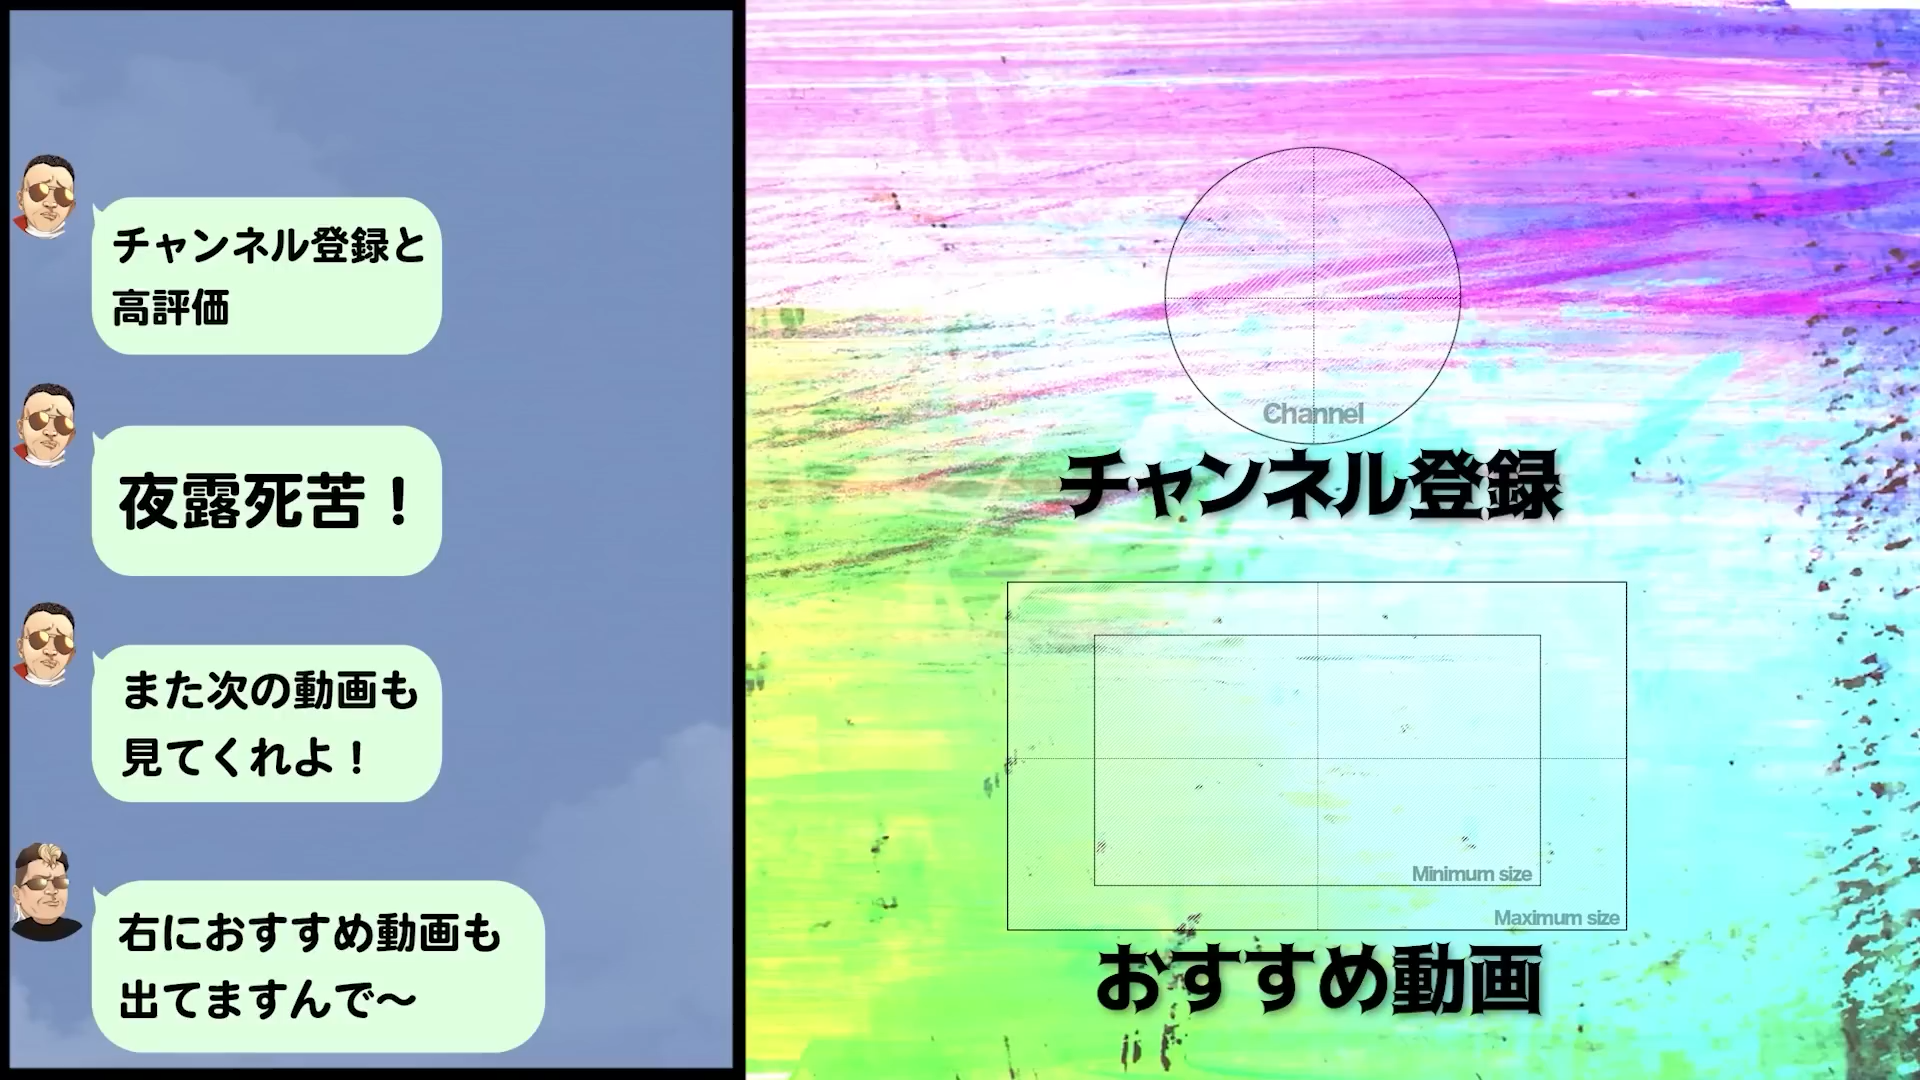 チャンネル登録と
高評価
夜露死苦！
また次の動画も
見てくれよ！
右におすすめ動画も
出てますんで〜
Channel
チャンネル登録
Minimum size
Maximum size
おすすめ動画